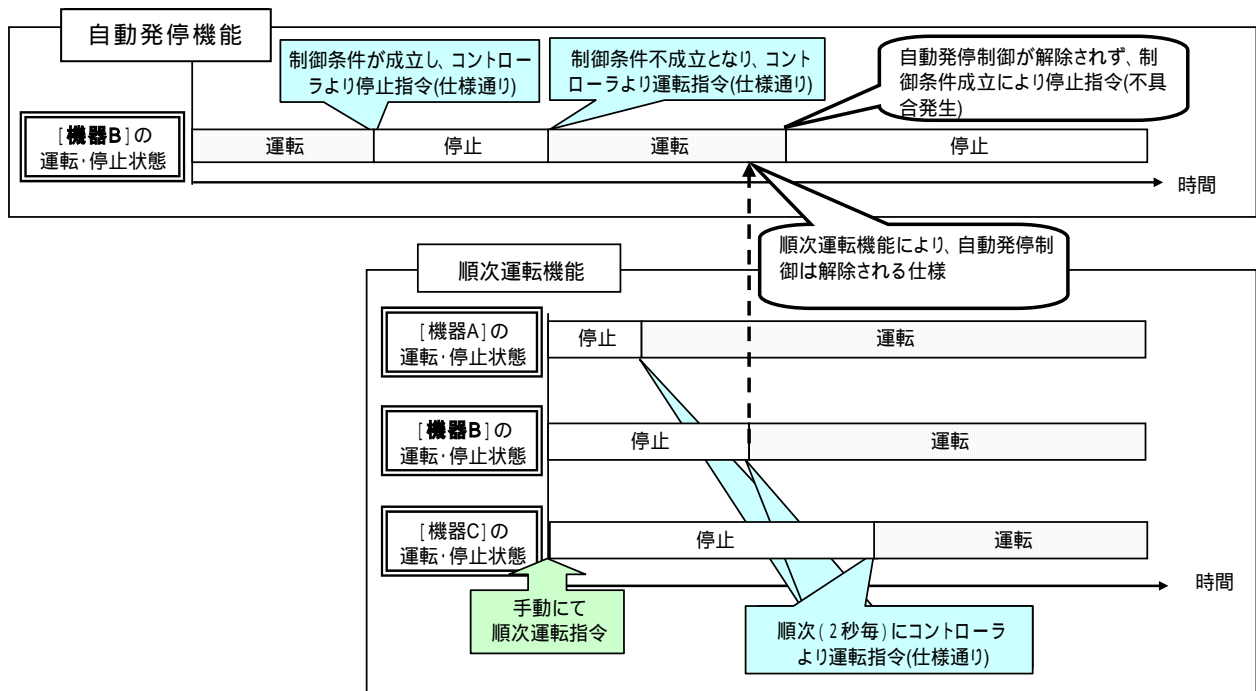 自動発停機能
制御条件が成立し、コントロー
ラより停止指令(仕様通り)
制御条件不成立となり、コント
ローラより運転指令(仕様通り)
自動発停制御が解除されず、制
御条件成立により停止指令(不具
合発生)
[機器B]の
運転・停止状態
運転
停止
運転
停止
時間
順次運転機能により、自動発停制
御は解除される仕様
順次運転機能
[機器A]の
運転・停止状態
停止
運転
[機器B]の
運転・停止状態
停止
運転
[機器C]の
運転・停止状態
停止
運転
時間
手動にて
順次運転指令
順次(2秒毎)にコントローラ
より運転指令(仕様通り)